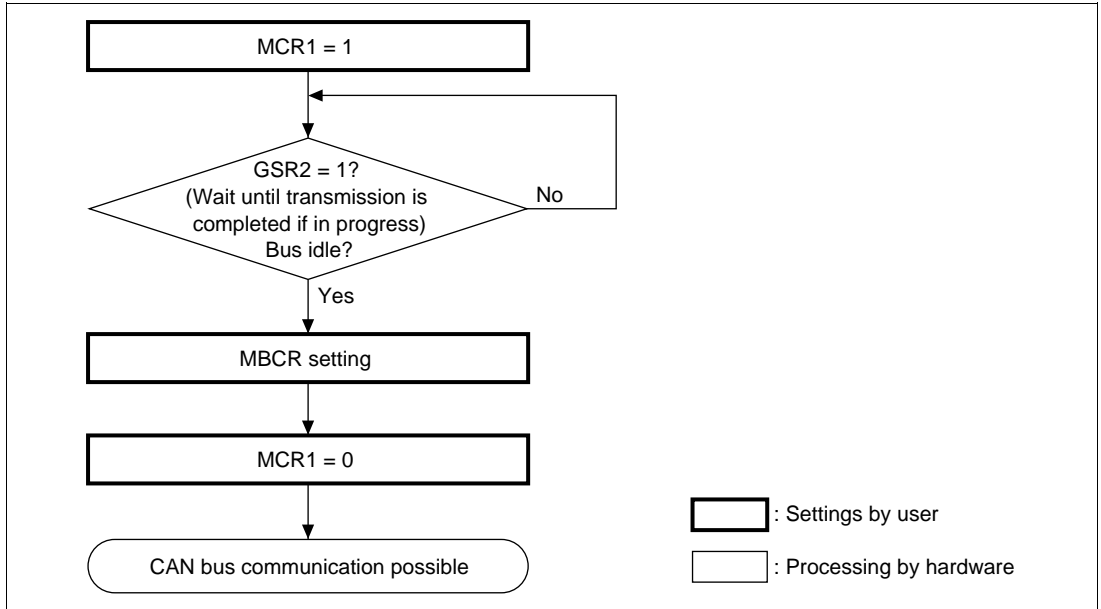 MCR1 = 1
GSR2 = 1?
(Wait until transmission is
completed if in progress)
Bus idle?
No
Yes
MBCR setting
MCR1 = 0
CAN bus communication possible
: Settings by user
: Processing by hardware